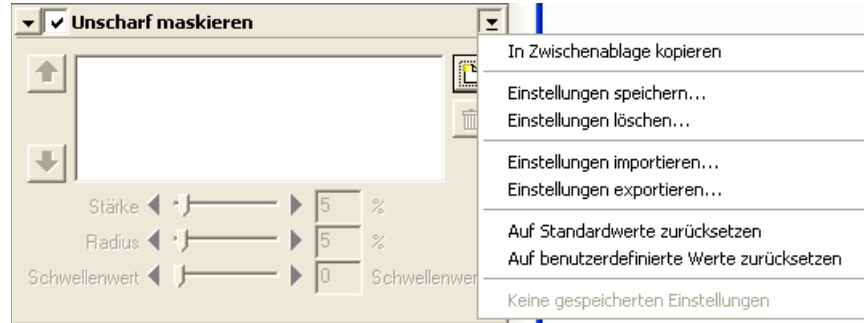 Unscharf maskieren
In Zwischenablage kopieren
Einstellungen speichern...
Einstellungen löschen...
Einstellungen importieren...
Einstellungen exportieren...
Auf Standardwerte zurücksetzen
Auf benutzerdefinierte Werte zurücksetzen
Keine gespeicherten Einstellungen
Stärke 5 %
Radius 5 %
Schwellenwert 0 Schwellenwer